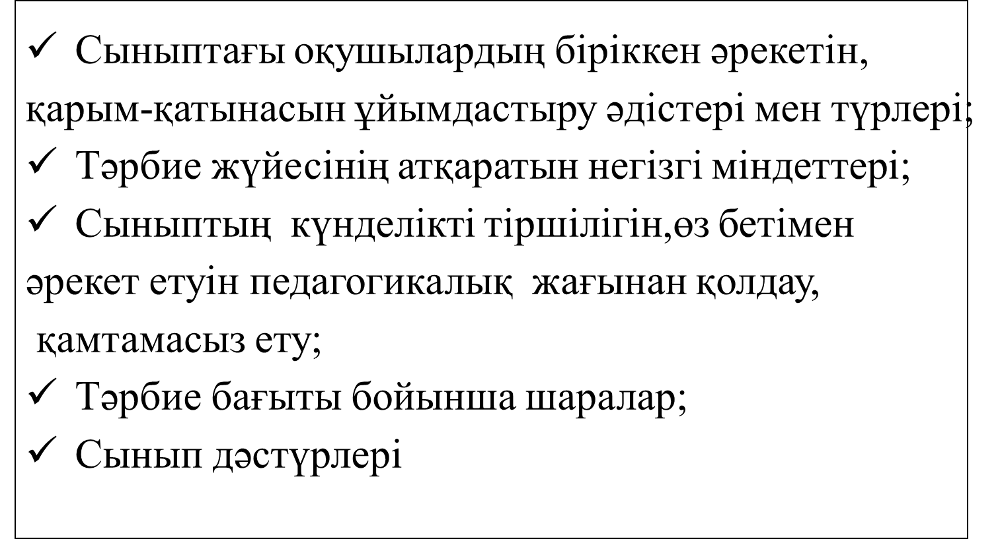 ✓ Сыныптағы оқушылардың біріккен әрекетін,
қарым-қатынасын ұйымдастыру әдістері мен түрлері;
✓ Тәрбие жүйесінің атқаратын негізгі міндеттері;
✓ Сыныптың  күнделікті тіршілігін,өз бетімен
әрекет етуін педагогикалық  жағынан қолдау,
қамтамасыз ету;
✓ Тәрбие бағыты бойынша шаралар;
✓ Сынып дәстүрлері